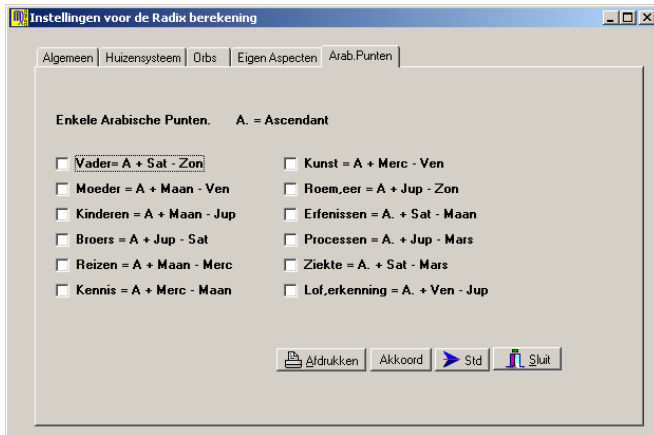 Instellingen voor de Radix berekening
Algemeen Huizensysteem Orbs Eigen Aspecten Arab.Punten
Enkele Arabische Punten. A. = Ascendant
Vader= A + Sat - Zon
Moeder = A + Maan - Ven
Kinderen = A + Maan - Jup
Broers = A + Jup - Sat
Reizen = A + Maan - Merc
Kennis = A + Merc - Maan
Kunst = A + Merc - Ven
Roem,eer = A + Jup - Zon
Erfenissen = A. + Sat - Maan
Processen = A. + Jup - Mars
Ziekte = A. + Sat - Mars
Lof,erkenning = A. + Ven - Jup
Afdrukken Akkoord Std Sluit